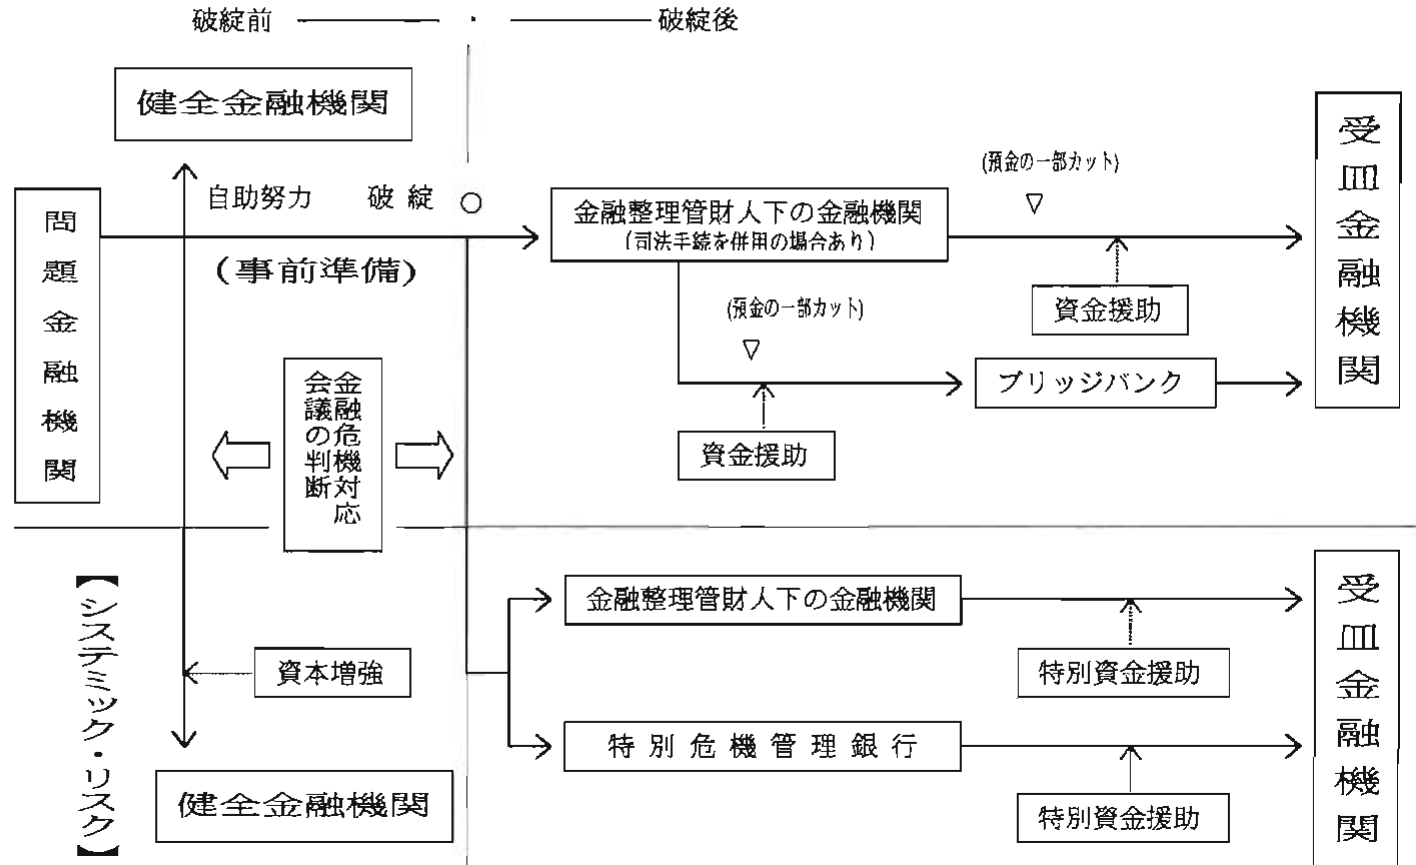 破綻前
破綻後
健全金融機関
受皿金融機関
問題金融機関
自助努力 破綻 ○
(事前準備)
金融整理管財人下の金融機関
(司法手続を併用の場合あり)
(預金の一部カット)
▽
資金援助
(預金の一部カット)
▽
資金援助
ブリッジバンク
金融危機対応
会議の判断
【システミック・リスク】
資本増強
健全金融機関
金融整理管財人下の金融機関
特別資金援助
特別危機管理銀行
特別資金援助
受皿金融機関